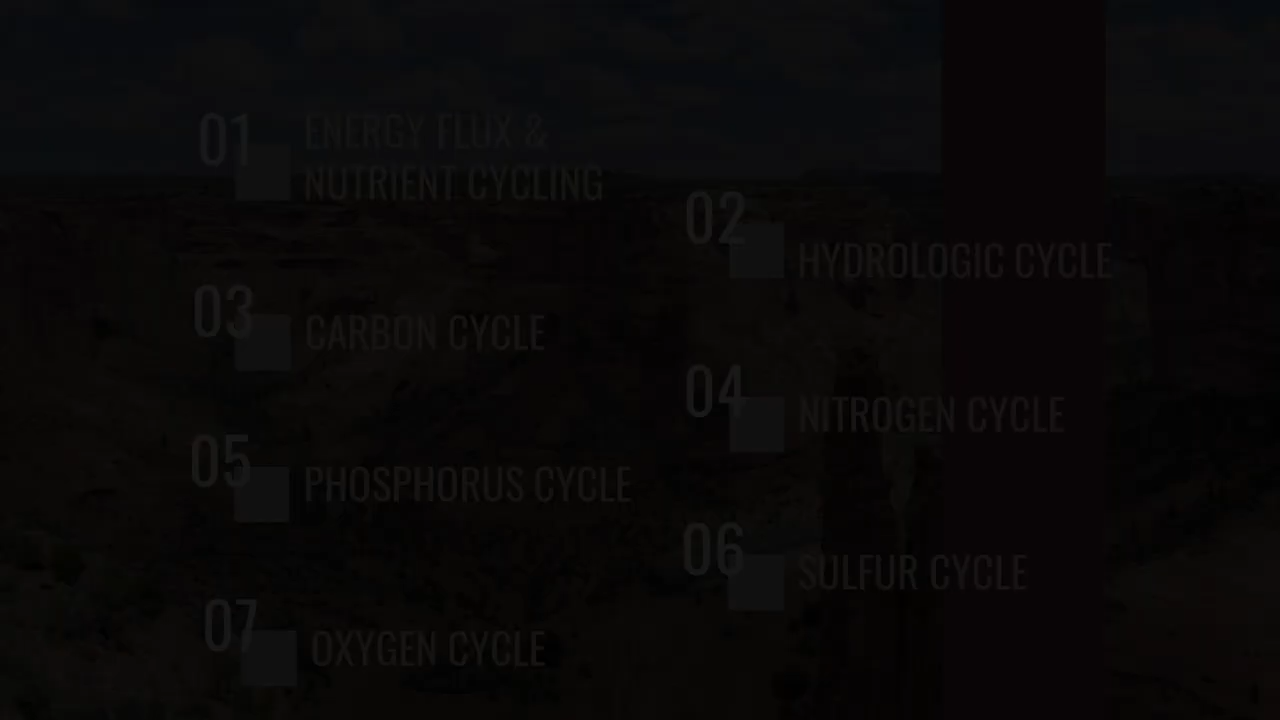 01
ENERGY FLUX &
NUTRIENT CYCLING
02
HYDROLOGIC CYCLE
03
CARBON CYCLE
04
NITROGEN CYCLE
05
PHOSPHORUS CYCLE
06
SULFUR CYCLE
07
OXYGEN CYCLE